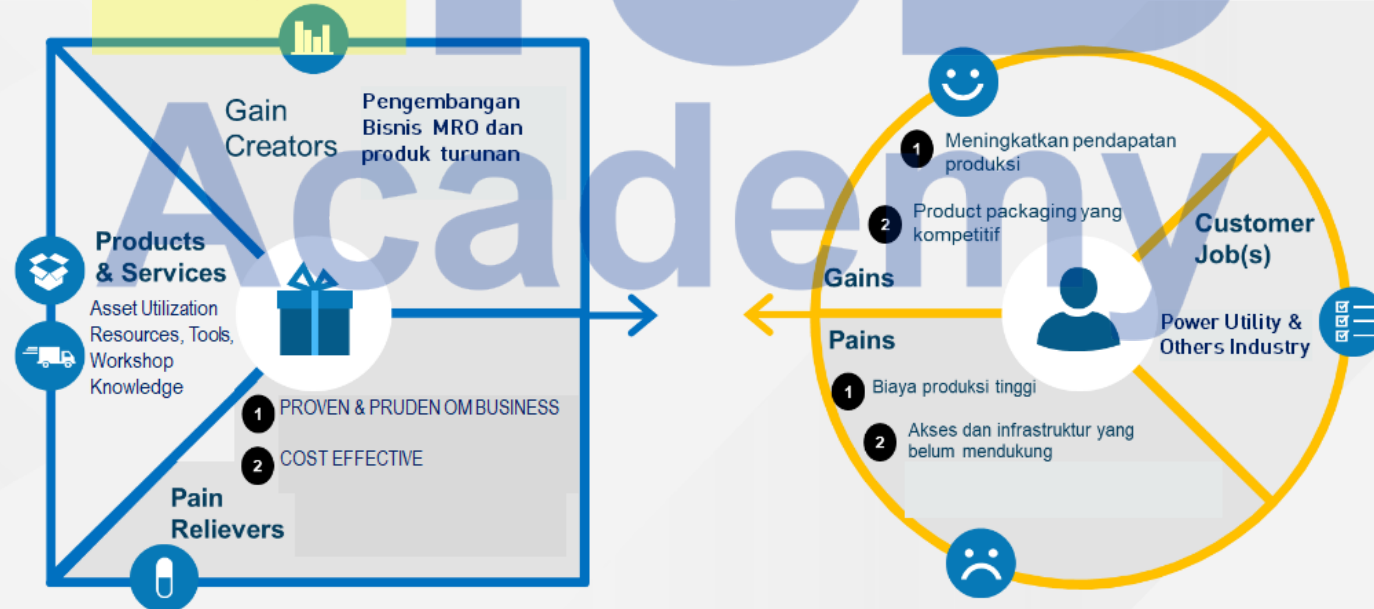 Gain
Creators
Pengembangan
Bisnis MRO dan
produk turunan
Products
& Services
Asset Utilization
Resources, Tools,
Workshop
Knowledge
1 PROVEN & PRUDEN OM BUSINESS
2 COST EFFECTIVE
Pain
Relievers
1 Meningkatkan pendapatan
produksi
2 Product packaging yang
kompetitif
Gains
Customer
Job(s)
Power Utility &
Others Industry
Pains
1 Biaya produksi tinggi
2 Akses dan infrastruktur yang
belum mendukung
Academy